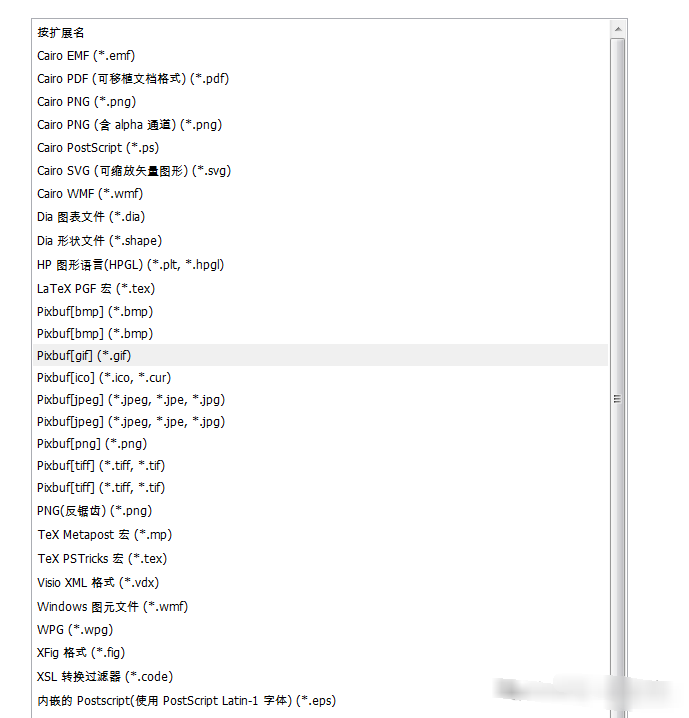 按扩展名
Cairo EMF (*.emf)
Cairo PDF (可移植文档格式) (*.pdf)
Cairo PNG (*.png)
Cairo PNG (含 alpha 通道) (*.png)
Cairo PostScript (*.ps)
Cairo SVG (可缩放矢量图形) (*.svg)
Cairo WMF (*.wmf)
Dia 图表文件 (*.dia)
Dia 形状文件 (*.shape)
HP 图形语言(HPGL) (*.plt, *.hpgl)
LaTeX PGF 宏 (*.tex)
Pixbuf[bmp] (*.bmp)
Pixbuf[bmp] (*.bmp)
Pixbuf[gif] (*.gif)
Pixbuf[ico] (*.ico, *.cur)
Pixbuf[jpeg] (*.jpeg, *.jpe, *.jpg)
Pixbuf[jpeg] (*.jpeg, *.jpe, *.jpg)
Pixbuf[png] (*.png)
Pixbuf[tiff] (*.tiff, *.tif)
Pixbuf[tiff] (*.tiff, *.tif)
PNG(反锯齿) (*.png)
TeX Metapost 宏 (*.mp)
TeX PSTricks 宏 (*.tex)
Visio XML 格式 (*.vdx)
Windows 图元文件 (*.wmf)
WPG (*.wpg)
XFig 格式 (*.fig)
XSL 转换过滤器 (*.code)
内嵌的 Postscript(使用 PostScript Latin-1 字体) (*.eps)